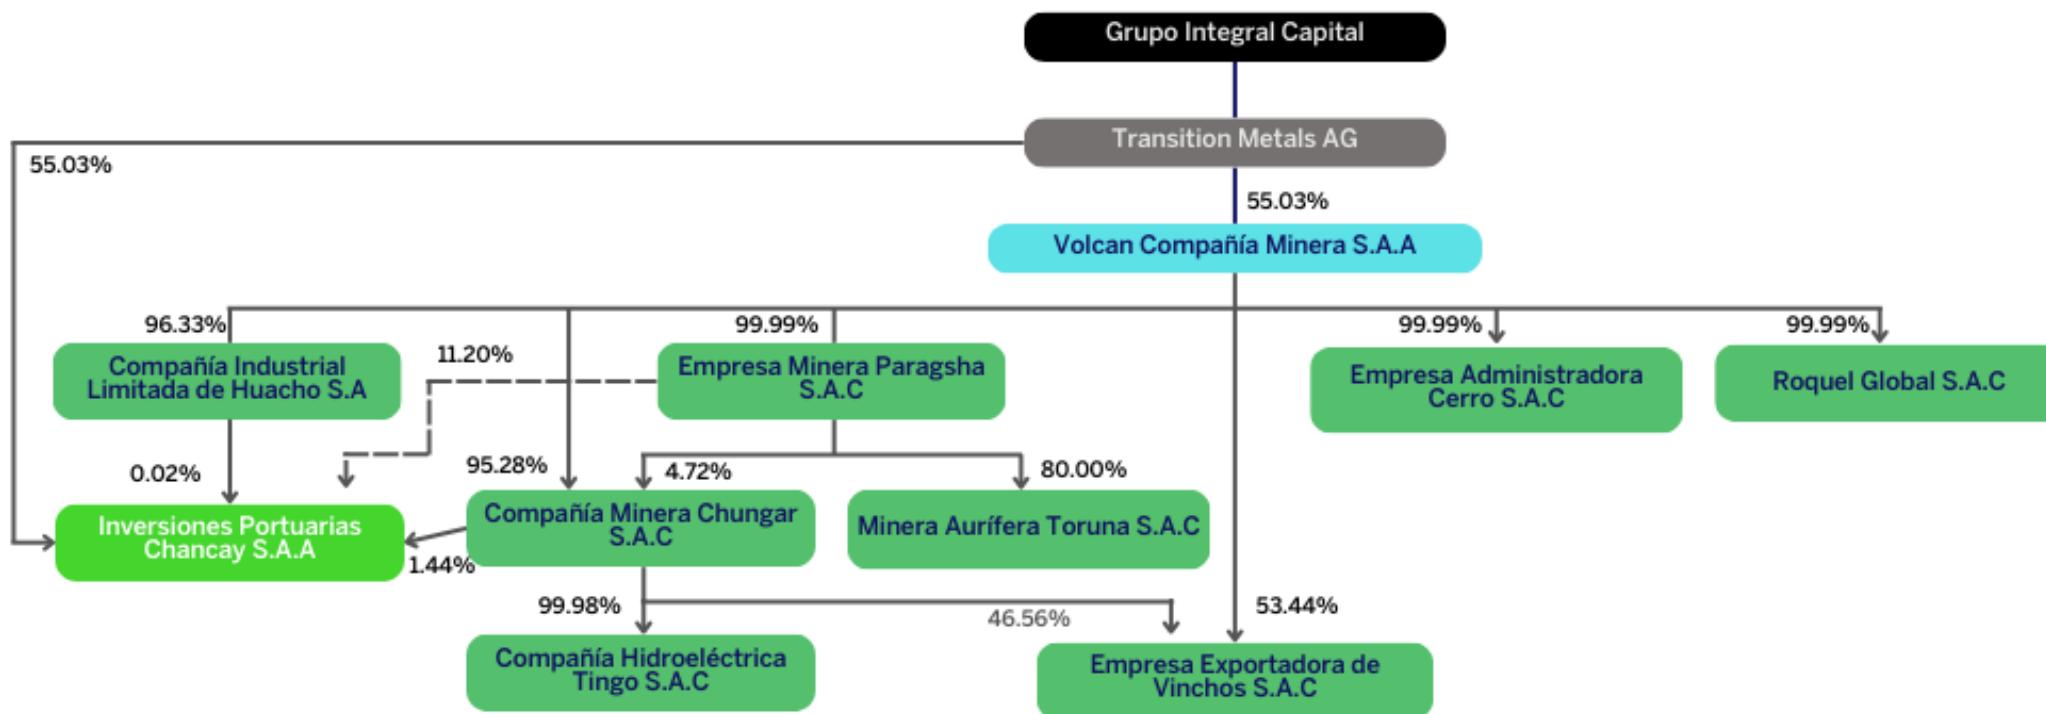 Grupo Integral Capital
Transition Metals AG
55.03%
55.03%
Volcan Compañía Minera S.A.A
96.33%
99.99%
99.99%
99.99%
Compañía Industrial
Limitada de Huacho S.A
11.20%
Empresa Minera Paragsha
S.A.C
Empresa Administradora
Cerro S.A.C
Roquel Global S.A.C
0.02%
95.28%
4.72%
80.00%
Inversiones Portuarias
Chancay S.A.A
Compañía Minera Chungar
S.A.C
Minera Aurífera Toruna S.A.C
1.44%
99.98%
46.56%
53.44%
Compañía Hidroeléctrica
Tingo S.A.C
Empresa Exportadora de
Vinchos S.A.C